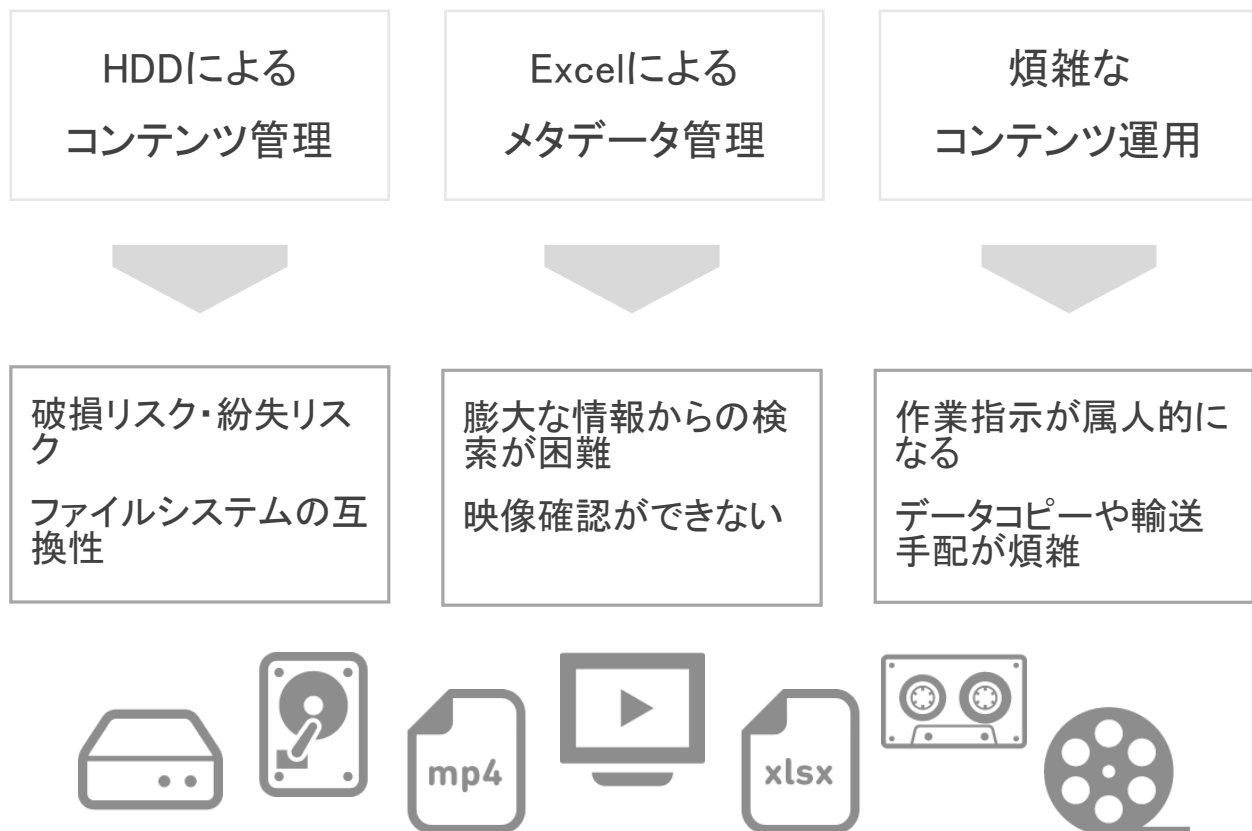 HDDによる
コンテンツ管理
Excelによる
メタデータ管理
煩雑な
コンテンツ運用
破損リスク・紛失リス
ク
ファイルシステムの互
換性
膨大な情報からの検
索が困難
映像確認ができない
作業指示が属人的に
なる
データコピーや輸送
手配が煩雑
mp4
xlsx